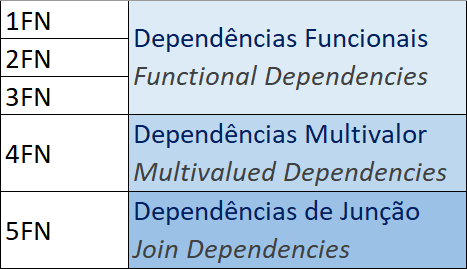 1FN
2FN
3FN
Dependências Funcionais
Functional Dependencies
4FN
Dependências Multivalor
Multivalued Dependencies
5FN
Dependências de Junção
Join Dependencies